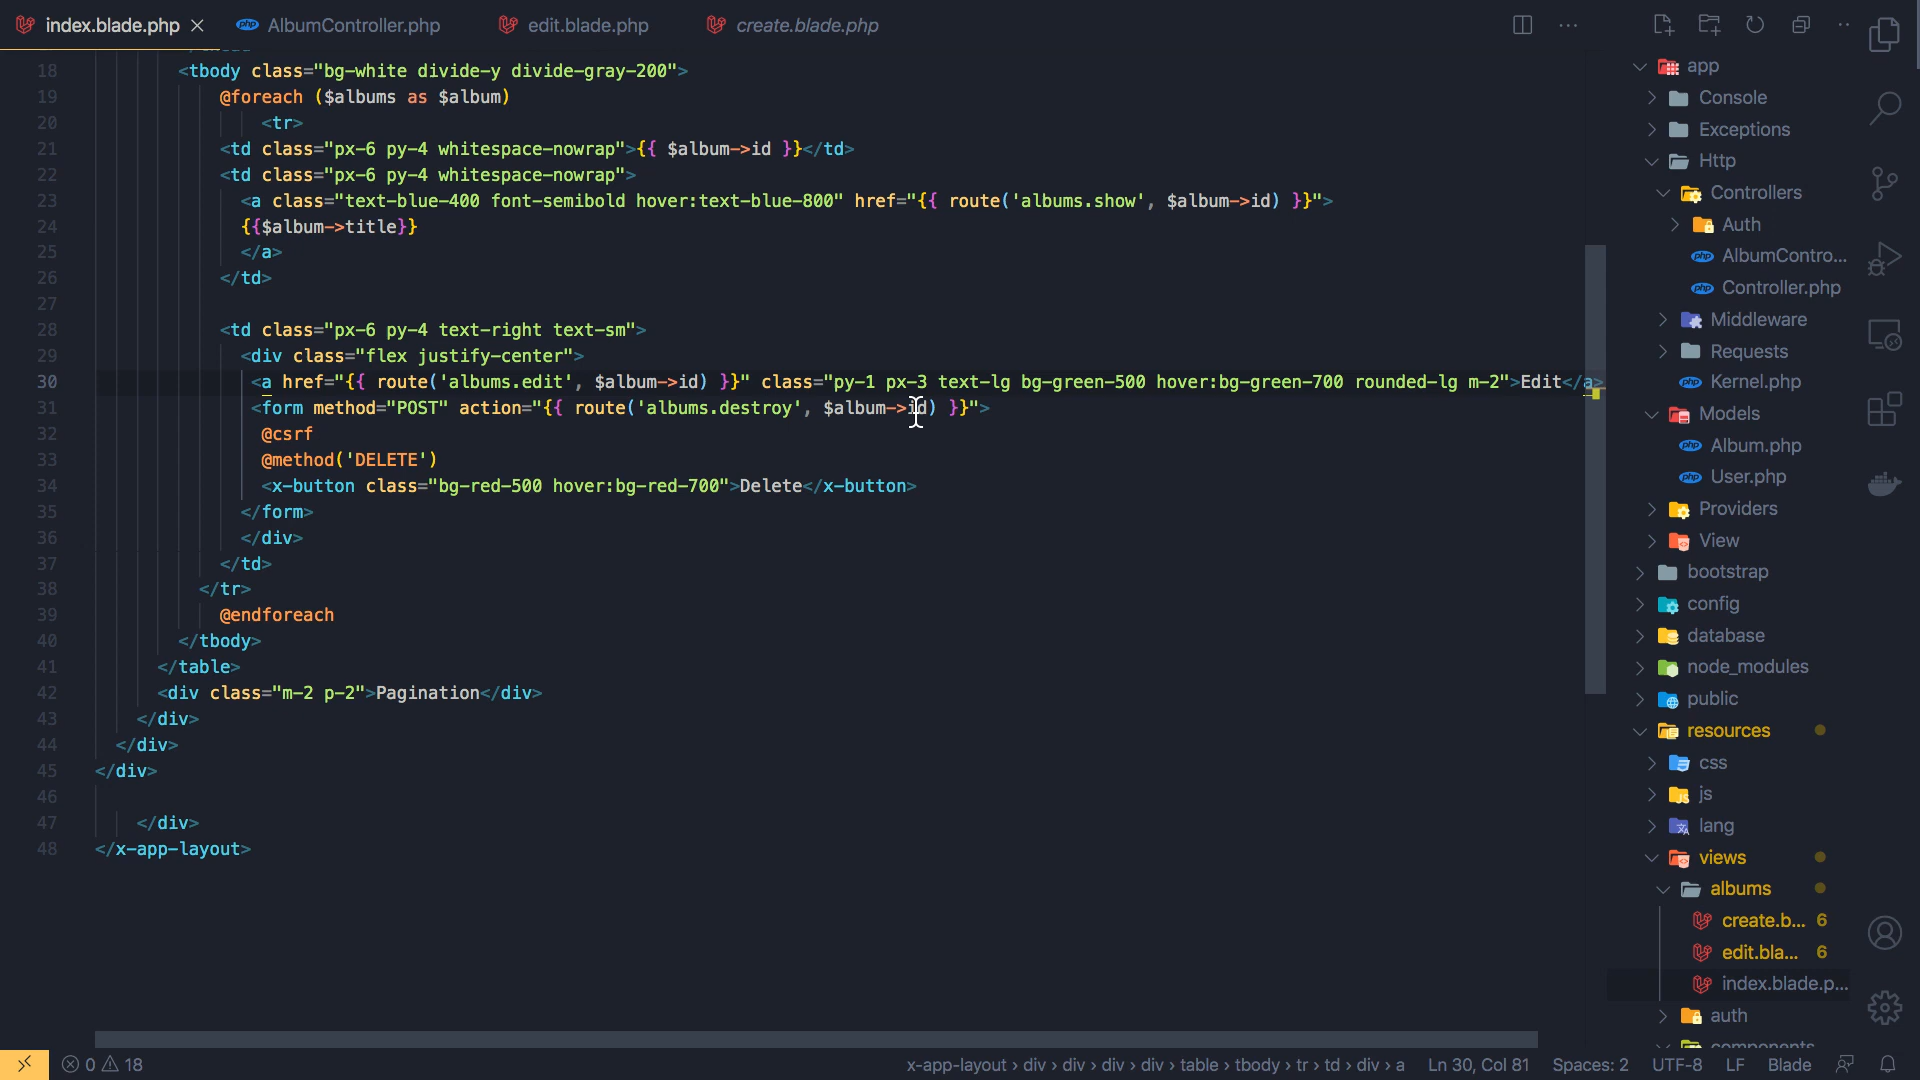 index.blade.php
AlbumController.php
edit.blade.php
create.blade.php
18 <tbody class="bg-white divide-y divide-gray-200">
19 @foreach ($albums as $album)
20 <tr>
21 <td class="px-6 py-4 whitespace-nowrap">{{ $album->id }}</td>
22 <td class="px-6 py-4 whitespace-nowrap">
23 <a class="text-blue-400 font-semibold hover:text-blue-800" href="{{ route('albums.show', $album->id) }}">
24 {{$album->title}}
25 </a>
26 </td>
27
28 <td class="px-6 py-4 text-right text-sm">
29 <div class="flex justify-center">
30 <a href="{{ route('albums.edit', $album->id) }}" class="py-1 px-3 text-lg bg-green-500 hover:bg-green-700 rounded-lg m-2">Edit</a>
31 <form method="POST" action="{{ route('albums.destroy', $album->id) }}">
32 @csrf
33 @method('DELETE')
34 <x-button class="bg-red-500 hover:bg-red-700">Delete</x-button>
35 </form>
36 </div>
37 </td>
38 </tr>
39 @endforeach
40 </tbody>
41 </table>
42 <div class="m-2 p-2">Pagination</div>
43 </div>
44 </div>
45 </div>
46
47 </div>
48 </x-app-layout>
app
Console
Exceptions
Http
Controllers
Auth
AlbumContro...
Controller.php
Middleware
Requests
Kernel.php
Models
Album.php
User.php
Providers
View
bootstrap
config
database
node_modules
public
resources
css
js
lang
views
albums
create.b... 6
edit.bla... 6
index.blade.p...
auth
components
0 18
x-app-layout › div › div › div › div › table › tbody › tr › td › div › a
Ln 30, Col 81
Spaces: 2
UTF-8
LF
Blade